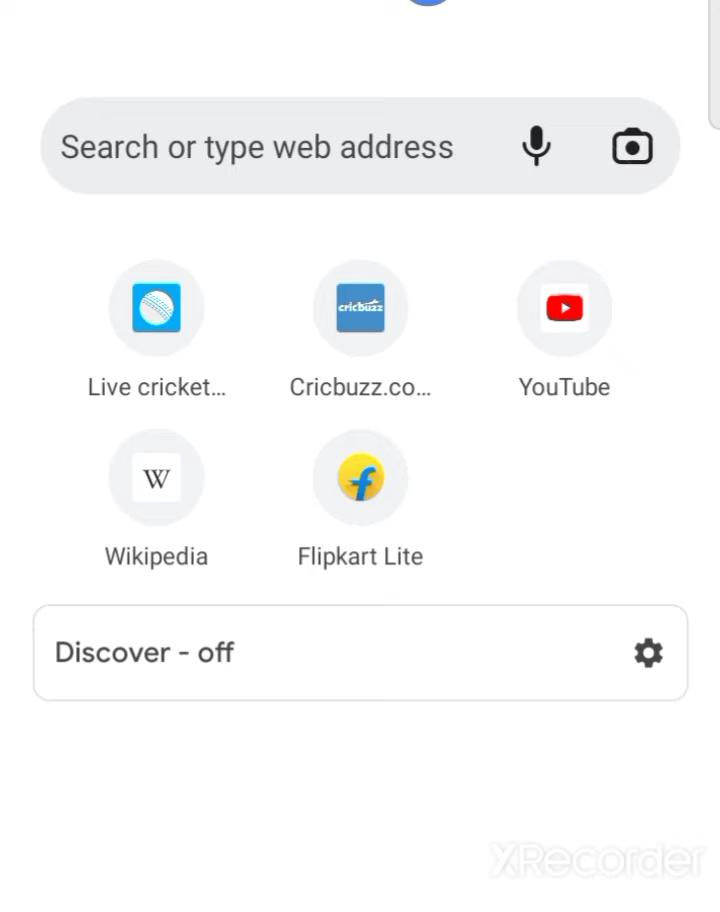 Search or type web address
cricbuzz
Live cricket... Cricbuzz.co... YouTube
W
Wikipedia Flipkart Lite
Discover - off
XRecorder